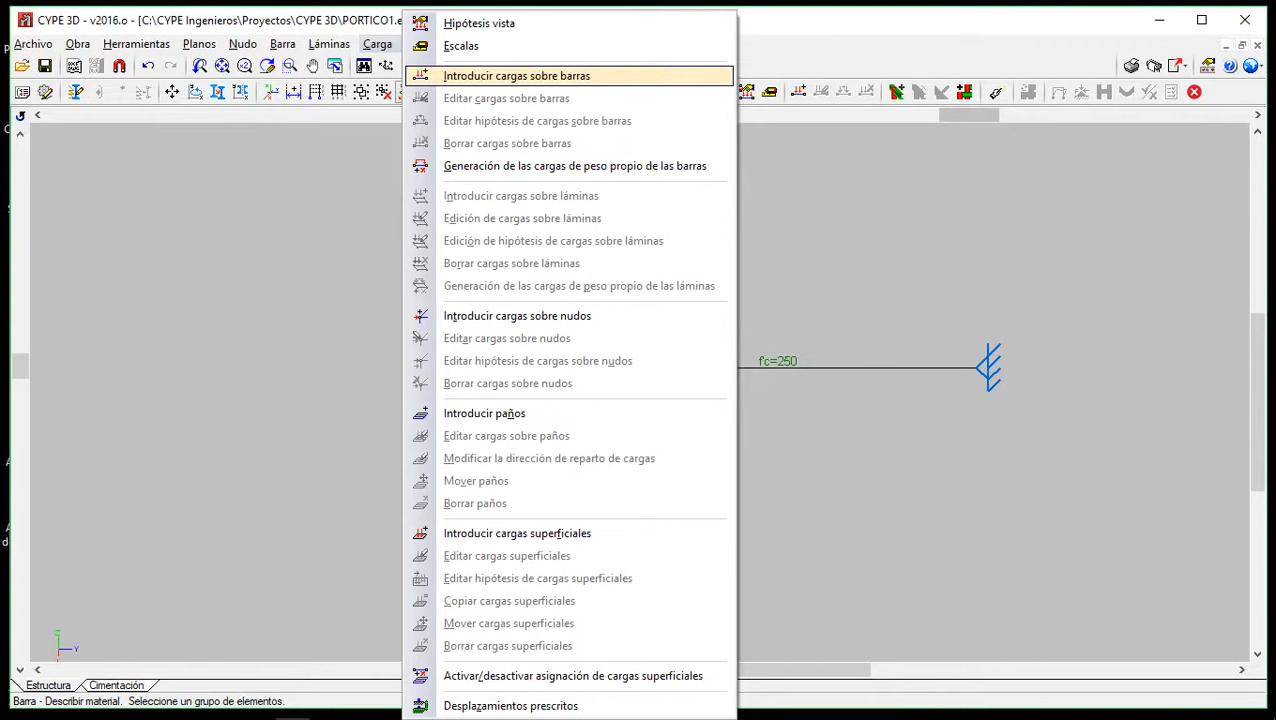 CYPE 3D - v2016.o - [C:\CYPE Ingenieros\Proyectos\CYPE 3D\PORTICO1.e
Archivo Obra Herramientas Planos Nudo Barra Láminas Carga
Hipótesis vista
Escalas
Introducir cargas sobre barras
Editar cargas sobre barras
Editar hipótesis de cargas sobre barras
Borrar cargas sobre barras
Generación de las cargas de peso propio de las barras
Introducir cargas sobre láminas
Edición de cargas sobre láminas
Edición de hipótesis de cargas sobre láminas
Borrar cargas sobre láminas
Generación de las cargas de peso propio de las láminas
Introducir cargas sobre nudos
Editar cargas sobre nudos
Editar hipótesis de cargas sobre nudos
Borrar cargas sobre nudos
Introducir paños
Editar cargas sobre paños
Modificar la dirección de reparto de cargas
Mover paños
Borrar paños
Introducir cargas superficiales
Editar cargas superficiales
Editar hipótesis de cargas superficiales
Copiar cargas superficiales
Mover cargas superficiales
Borrar cargas superficiales
Activar/desactivar asignación de cargas superficiales
Desplazamientos prescritos
f'c=250
Z
Y
Estructura Cimentación
Barra - Describir material. Seleccione un grupo de elementos.